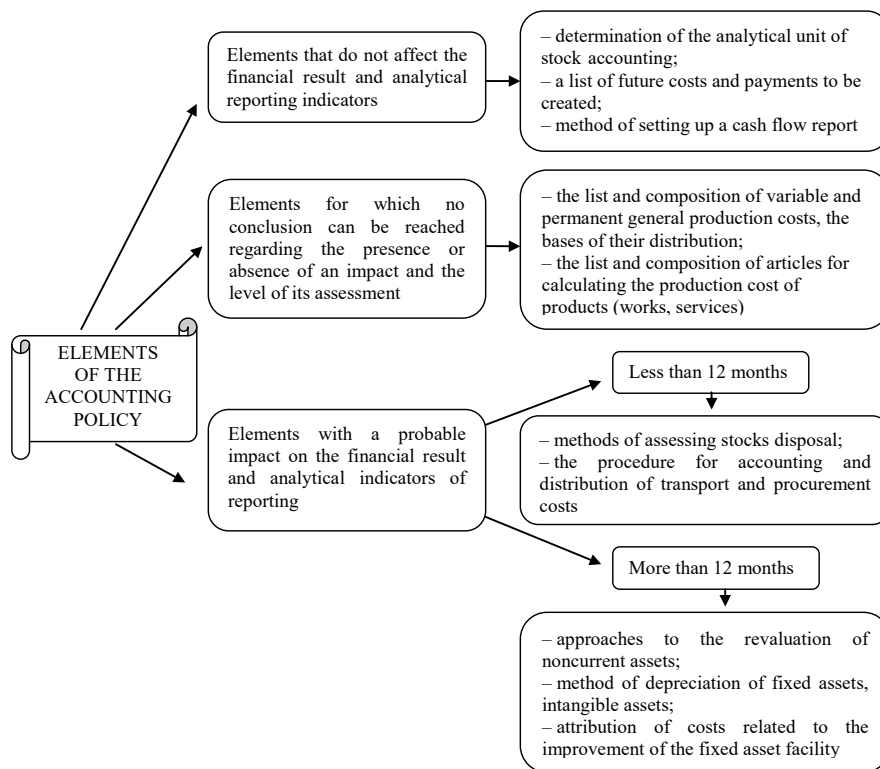 Elements that do not affect the
financial result and analytical
reporting indicators
– determination of the analytical unit of
stock accounting;
– a list of future costs and payments to be
created;
– method of setting up a cash flow report
Elements for which no
conclusion can be reached
regarding the presence or
absence of an impact and the
level of its assessment
– the list and composition of variable and
permanent general production costs, the
bases of their distribution;
– the list and composition of articles for
calculating the production cost of
products (works, services)
ELEMENTS
OF THE
ACCOUNTING
POLICY
Elements with a probable
impact on the financial result
and analytical indicators of
reporting
Less than 12 months
– methods of assessing stocks disposal;
– the procedure for accounting and
distribution of transport and procurement
costs
More than 12 months
– approaches to the revaluation of
noncurrent assets;
– method of depreciation of fixed assets,
intangible assets;
– attribution of costs related to the
improvement of the fixed asset facility